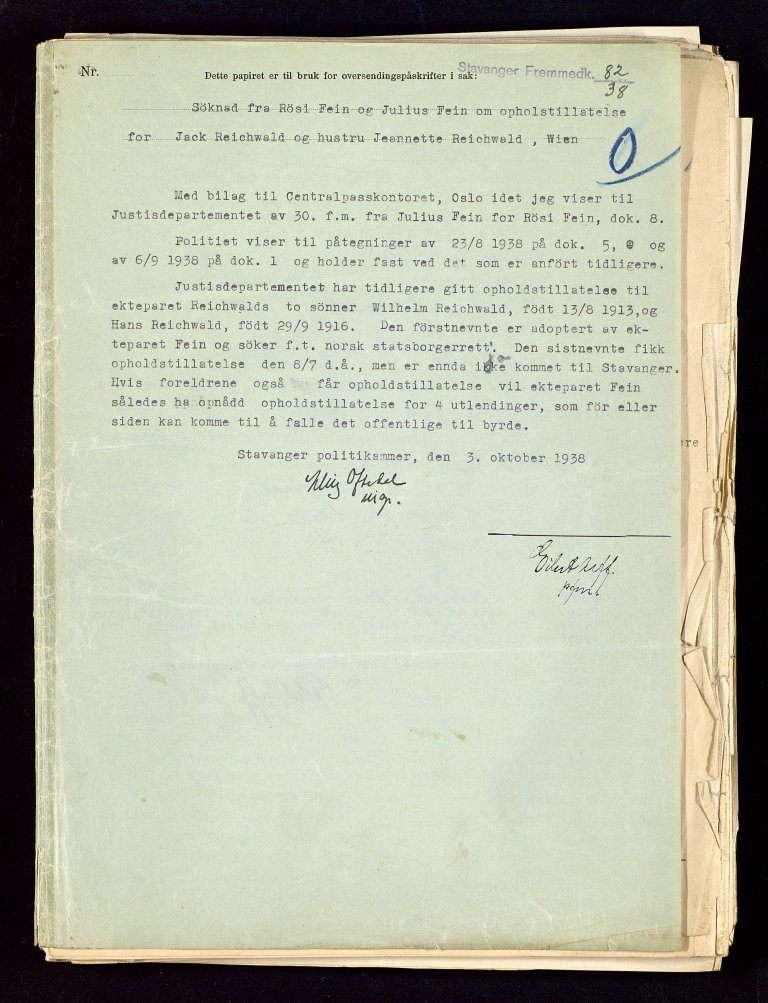 Nr.
Dette papiret er til bruk for oversendingspåskrifter i sak:
Stavanger Fremmedk. 82
38
Söknad fra Rösi Fein og Julius Fein om opholstillatelse
for Jack Reichwald og hustru Jeannette Reichwald , Wien
0
Med bilag til Centralpasskontoret, Oslo idet jeg viser til
Justisdepartementet av 30. f.m. fra Julius Fein for Rösi Fein, dok. 8.
Politiet viser til påtegninger av 23/8 1938 på dok. 5, og
av 6/9 1938 på dok. 1 og holder fast ved det som er anfört tidligere.
Justisdepartementet har tidligere gitt opholdstillatelse til
ekteparet Reichwalds to sönner Wilhelm Reichwald, födt 13/8 1913,og
Hans Reichwald, födt 29/9 1916. Den förstnevnte er adoptert av ek-
teparet Fein og söker f.t. norsk statsborgerrett. Den sistnevnte fikk
opholdstillatelse den 8/7 d.å., men er ennda ikke kommet til Stavanger.
Hvis foreldrene også får opholdstillatelse vil ekteparet Fein
således ha opnådd opholdstillatelse for 4 utlendinger, som för eller
siden kan komme til å falle det offentlige til byrde.
ere
Stavanger politikammer, den 3. oktober 1938